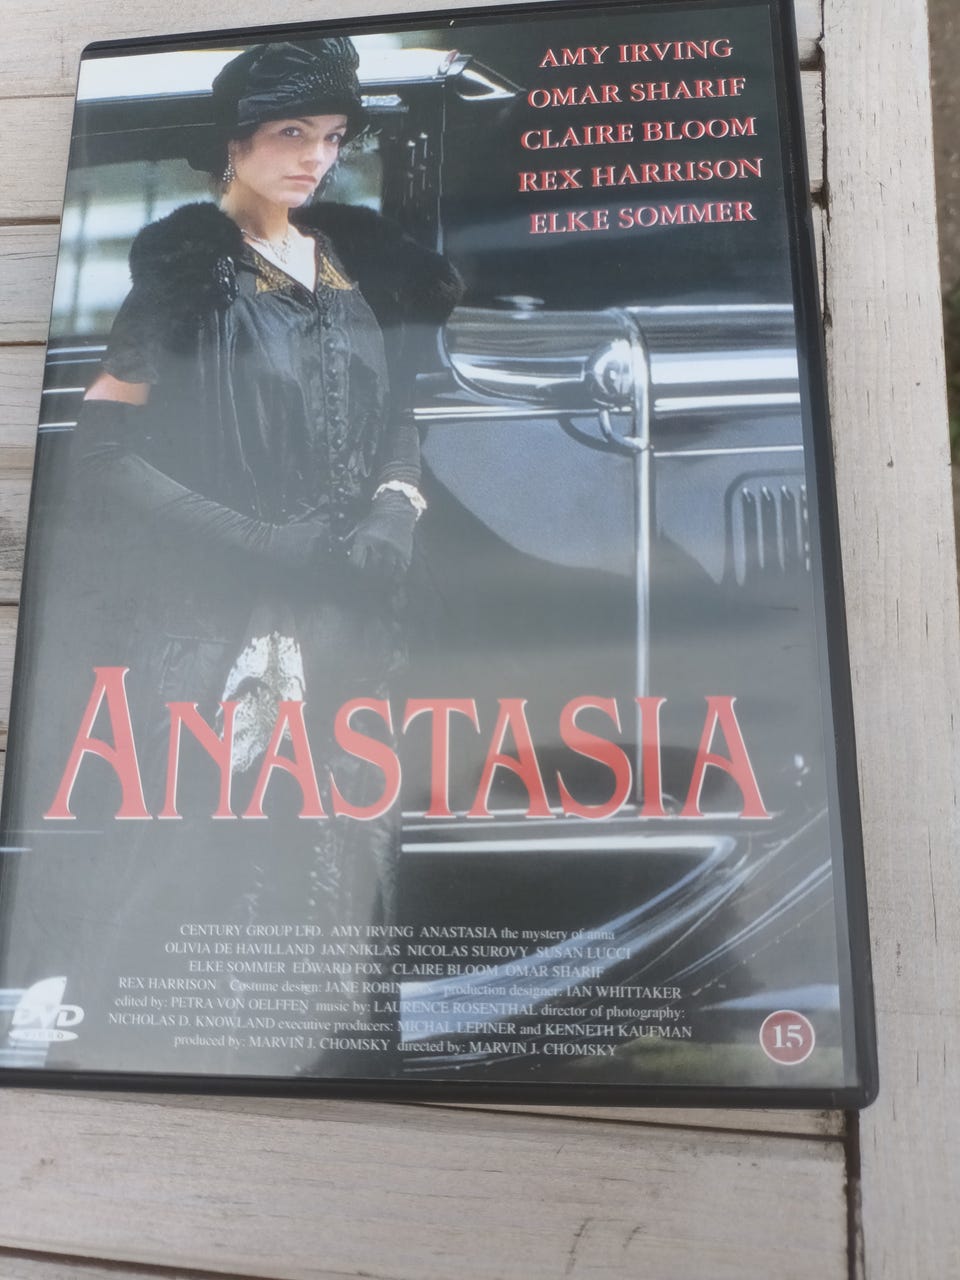 AMY IRVING
OMAR SHARIF
CLAIRE BLOOM
REX HARRISON
ELKE SOMMER
ANASTASIA
CENTURY GROUP LTD. AMY IRVING ANASTASIA the mystery of anna
OLIVIA DE HAVILLAND JAN NIKLAS NICOLAS SUROVY SUSAN LUCCI
ELKE SOMMER EDWARD FOX CLAIRE BLOOM OMAR SHARIF
REX HARRISON Costume design: JANE production designer: IAN WHITTAKER
edited by: PETRA VON OELFFEN music by: LAURENCE ROSENTHAL director of photography:
NICHOLAS D. KNOWLAND executive producers: MICHAL LEPINER and KENNETH KAUFMAN
produced by: MARVIN J. CHOMSKY directed by: MARVIN J. CHOMSKY
DVD
VIDEO
15